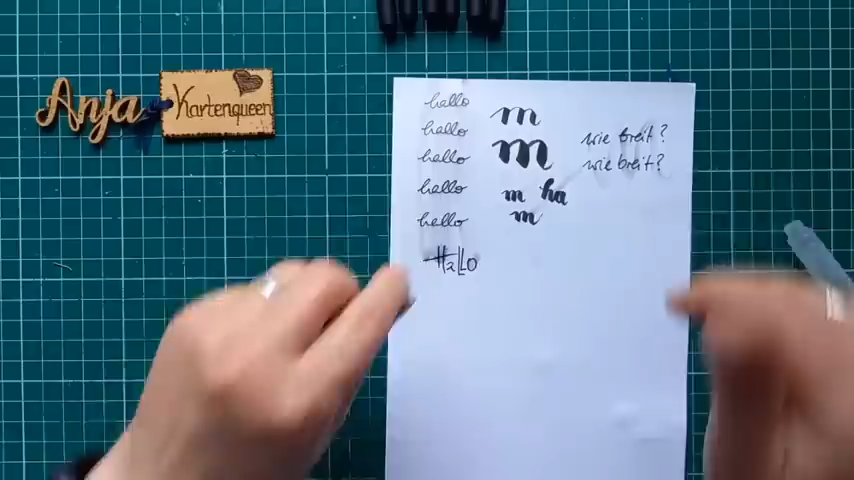 Anja
Kartenqueen
hello
hello
hello
hello
hello
HaLLO
m
m
m ha
m
wie breit?
wie breit?